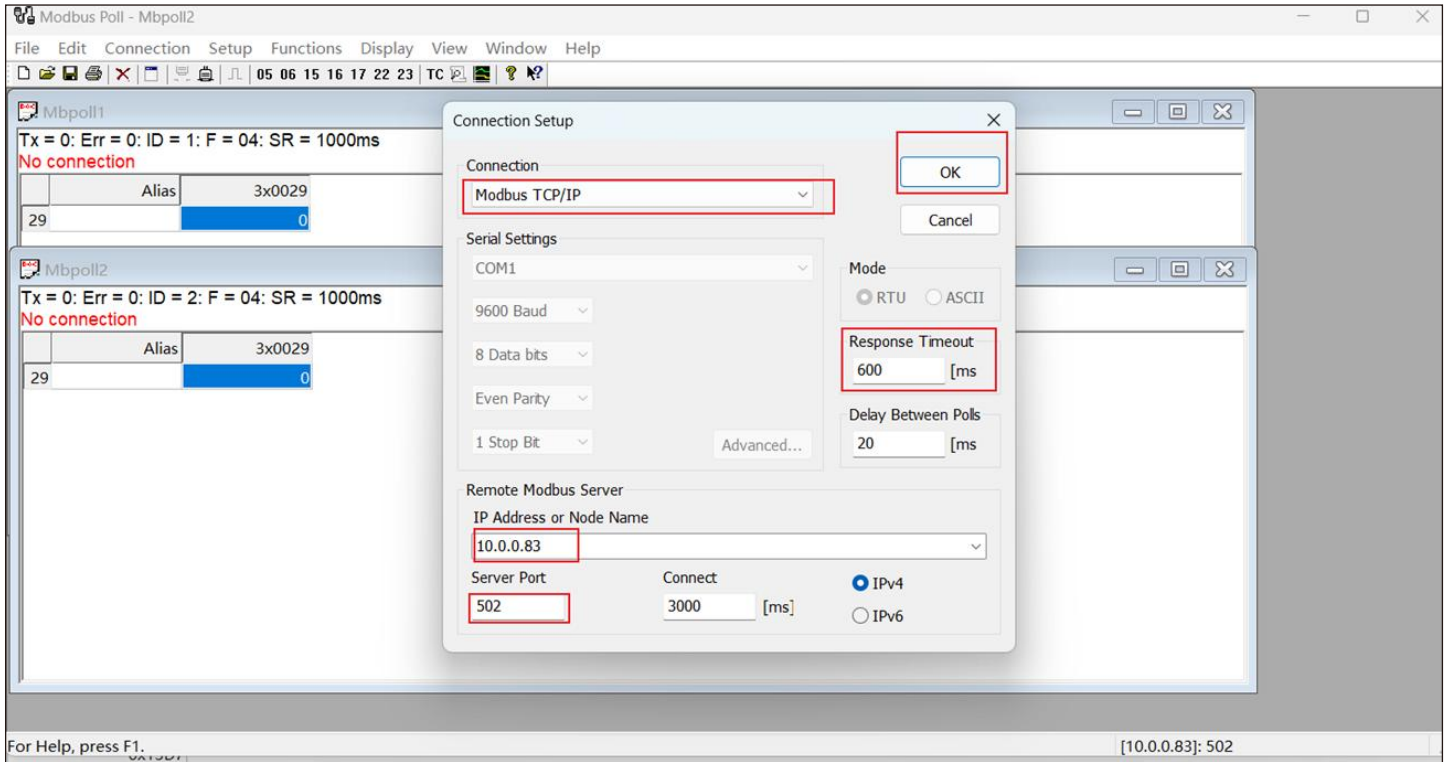 Modbus Poll - Mbpoll2
File Edit Connection Setup Functions Display View Window Help
05 06 15 16 17 22 23 TC
Mbpoll1
Tx = 0: Err = 0: ID = 1: F = 04: SR = 1000ms
No connection
Alias 3x0029
29 0
Mbpoll2
Tx = 0: Err = 0: ID = 2: F = 04: SR = 1000ms
No connection
Alias 3x0029
29 0
Connection Setup
Connection
Modbus TCP/IP
OK
Cancel
Serial Settings
COM1
9600 Baud
8 Data bits
Even Parity
1 Stop Bit
Advanced...
Mode
RTU ASCII
Response Timeout
600 [ms
Delay Between Polls
20 [ms
Remote Modbus Server
IP Address or Node Name
10.0.0.83
Server Port Connect
502 3000 [ms]
IPv4
IPv6
For Help, press F1.
[10.0.0.83]: 502